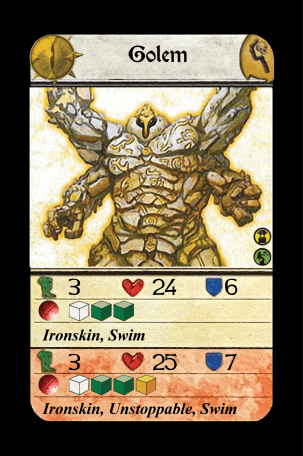 Golem
3 24 6
Ironskin, Swim
3 25 7
Ironskin, Unstoppable, Swim